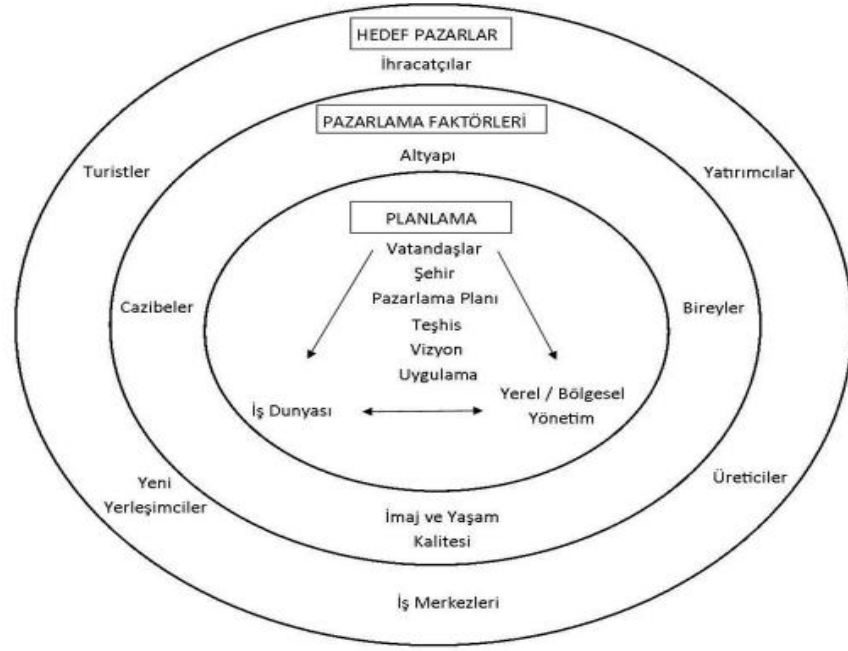 HEDEF PAZARLAR
İhracatçılar
PAZARLAMA FAKTÖRLERİ
Altyapı
Turistler
Yatırımcılar
PLANLAMA
Vatandaşlar
Şehir
Pazarlama Planı
Teşhis
Vizyon
Uygulama
Cazibeler
Bireyler
İş Dünyası
Yerel / Bölgesel
Yönetim
Yeni
Yerleşimciler
Üreticiler
İmaj ve Yaşam
Kalitesi
İş Merkezleri